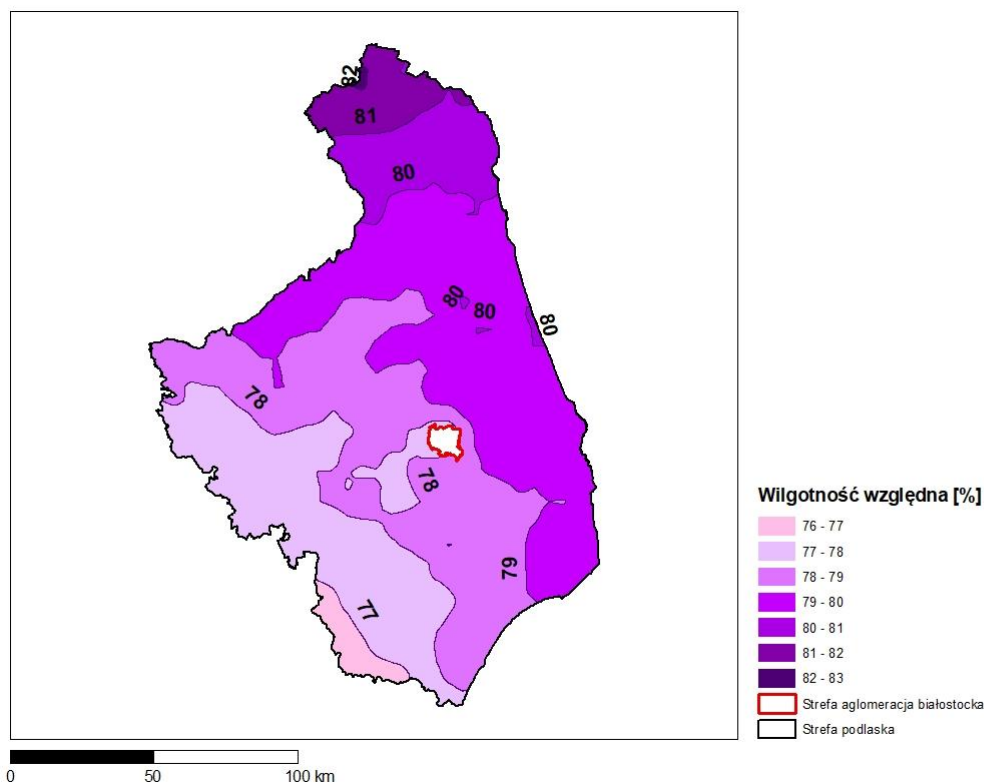 82
81
80
80
80
80
78
78
79
77
Wilgotność względna [%]
76 - 77
77 - 78
78 - 79
79 - 80
80 - 81
81 - 82
82 - 83
Strefa aglomeracja białostocka
Strefa podlaska
0 50 100 km